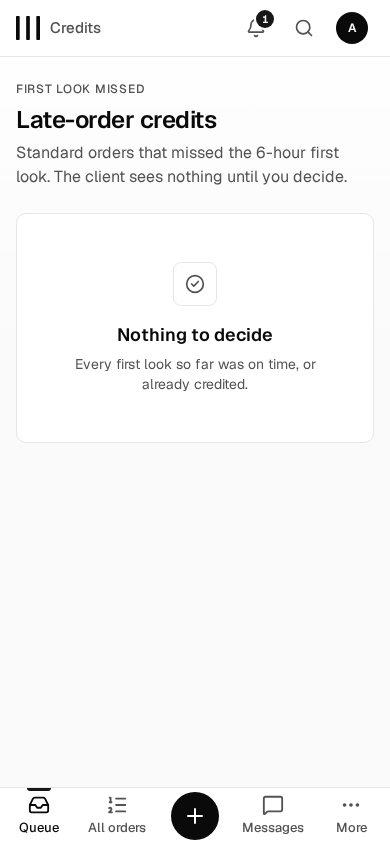 Credits
1
A
FIRST LOOK MISSED
Late-order credits
Standard orders that missed the 6-hour first
look. The client sees nothing until you decide.
Nothing to decide
Every first look so far was on time, or
already credited.
Queue
All orders
Messages
More